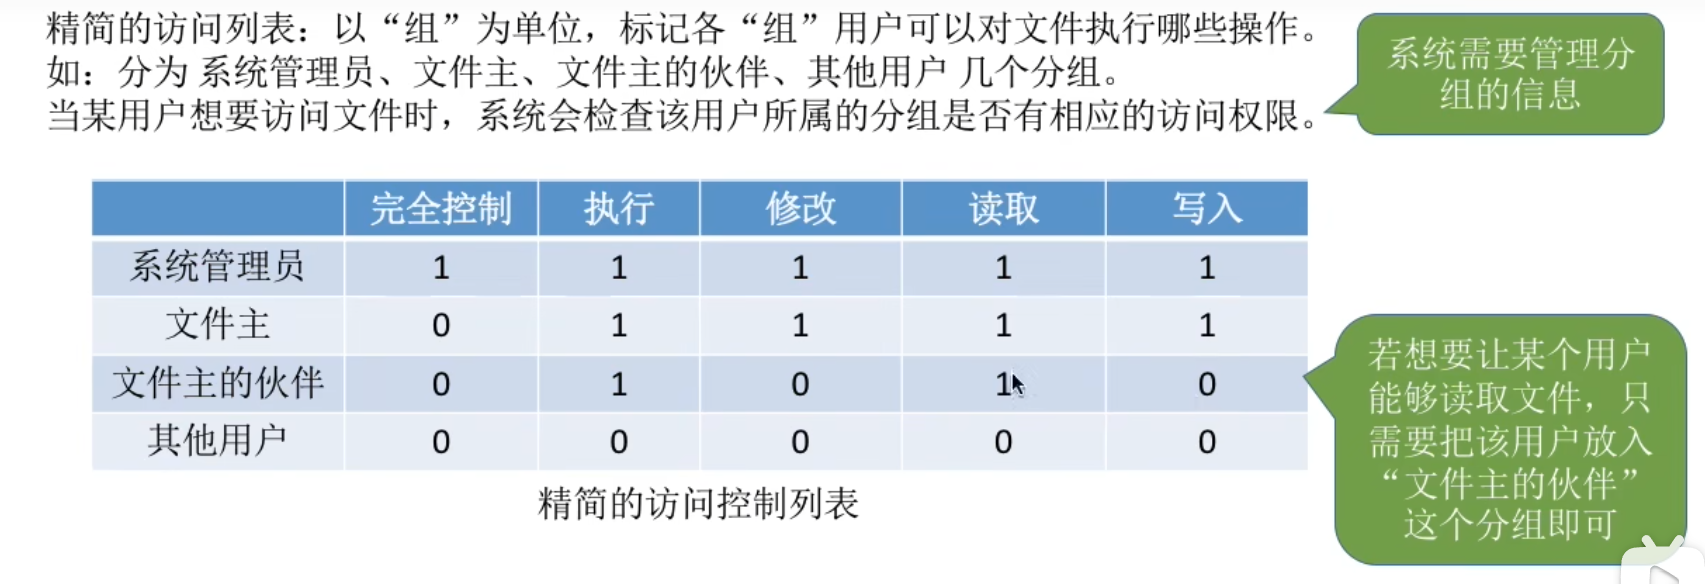 精简的访问列表：以“组”为单位，标记各“组”用户可以对文件执行哪些操作。
如：分为 系统管理员、文件主、文件主的伙伴、其他用户 几个分组。
当某用户想要访问文件时，系统会检查该用户所属的分组是否有相应的访问权限。
系统需要管理分
组的信息
完全控制 执行 修改 读取 写入
系统管理员 1 1 1 1 1
文件主 0 1 1 1 1
文件主的伙伴 0 1 0 1 0
其他用户 0 0 0 0 0
精简的访问控制列表
若想要让某个用户
能够读取文件，只
需要把该用户放入
“文件主的伙伴”
这个分组即可